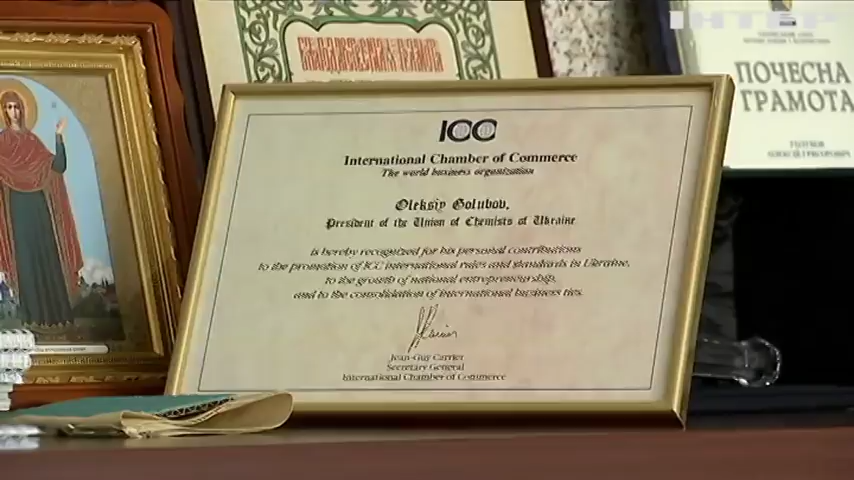 ІНТЕР
ПОЧЕСНА
ГРАМОТА
ICC
International Chamber of Commerce
The world business organization
Oleksiy Golubov,
President of the Union of Chemists of Ukraine
is hereby recognized for his personal contributions
to the promotion of ICC international rules and standards in Ukraine,
to the growth of national entrepreneurship,
and to the consolidation of international business ties.
Jean-Guy Carrier
Secretary General
International Chamber of Commerce